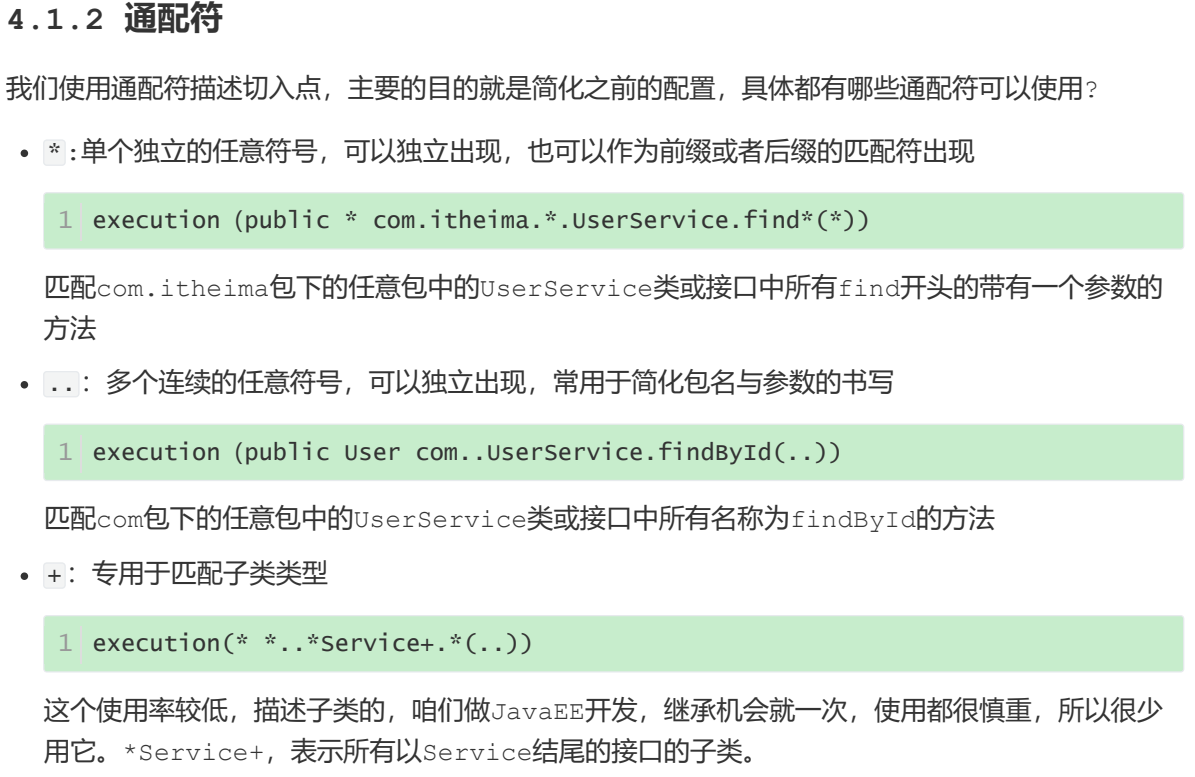 4.1.2 通配符
我们使用通配符描述切入点，主要的目的就是简化之前的配置，具体都有哪些通配符可以使用?
• *:单个独立的任意符号，可以独立出现，也可以作为前缀或者后缀的匹配符出现
1 execution (public * com.itheima.*.UserService.find*(*))
匹配com.itheima包下的任意包中的UserService类或接口中所有find开头的带有一个参数的
方法
• ..：多个连续的任意符号，可以独立出现，常用于简化包名与参数的书写
1 execution (public User com..UserService.findById(..))
匹配com包下的任意包中的UserService类或接口中所有名称为findById的方法
• +：专用于匹配子类类型
1 execution(* *..*Service+.*(..))
这个使用率较低，描述子类的，咱们做JavaEE开发，继承机会就一次，使用都很慎重，所以很少
用它。*Service+，表示所有以Service结尾的接口的子类。